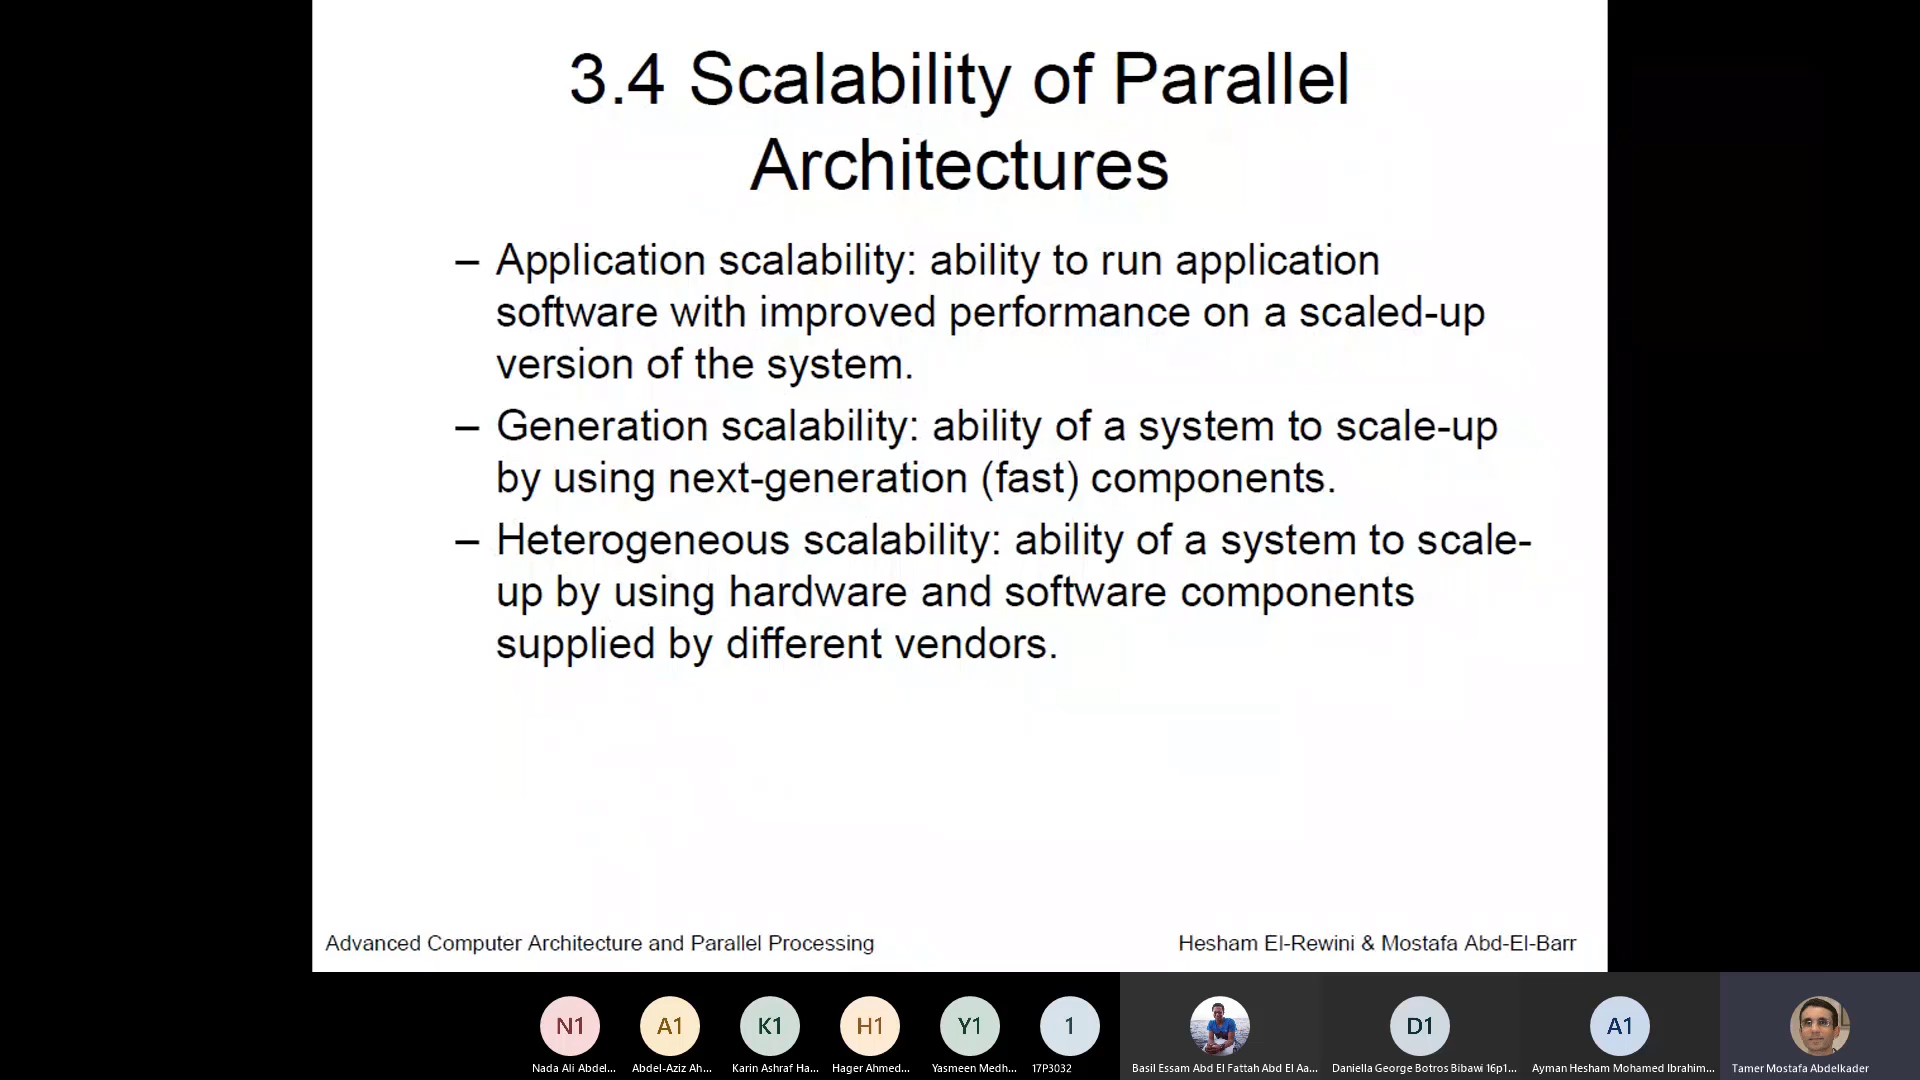 3.4 Scalability of Parallel
Architectures
– Application scalability: ability to run application
software with improved performance on a scaled-up
version of the system.
– Generation scalability: ability of a system to scale-up
by using next-generation (fast) components.
– Heterogeneous scalability: ability of a system to scale-
up by using hardware and software components
supplied by different vendors.
Advanced Computer Architecture and Parallel Processing
Hesham El-Rewini & Mostafa Abd-El-Barr
N1
A1
K1
H1
Y1
1
D1
A1
Nada Ali Abdel...
Abdel-Aziz Ah...
Karin Ashraf Ha...
Hager Ahmed...
Yasmeen Medh...
17P3032
Basil Essam Abd El Fattah Abd El Aa...
Daniella George Botros Bibawi 16p1...
Ayman Hesham Mohamed Ibrahim...
Tamer Mostafa Abdelkader